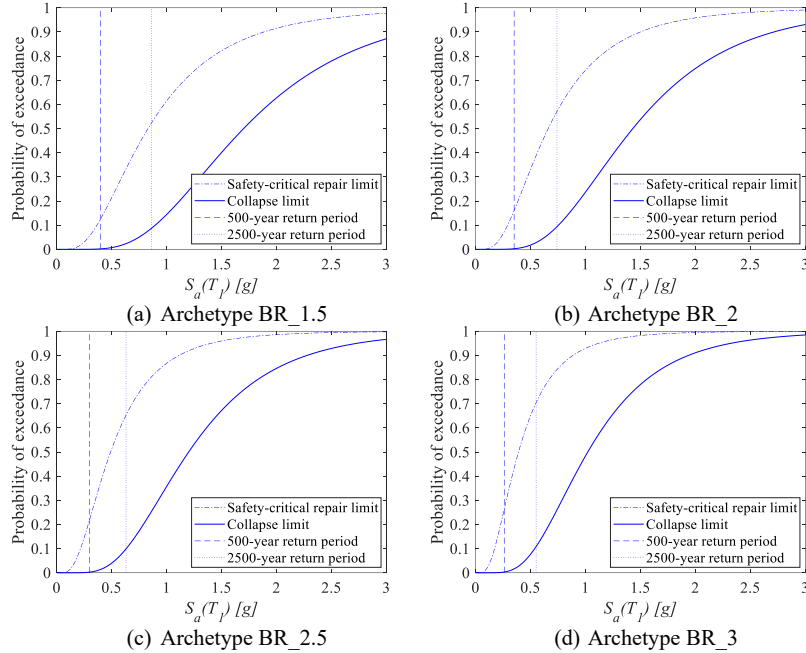 1
0.9
0.8
0.7
0.6
0.5
0.4
0.3
0.2
0.1
0
Probability of exceedance
Safety-critical repair limit
Collapse limit
500-year return period
2500-year return period
0 0.5 1 1.5 2 2.5 3
Sa(T1) [g]
(a) Archetype BR_1.5
1
0.9
0.8
0.7
0.6
0.5
0.4
0.3
0.2
0.1
0
Probability of exceedance
Safety-critical repair limit
Collapse limit
500-year return period
2500-year return period
0 0.5 1 1.5 2 2.5 3
Sa(T1) [g]
(b) Archetype BR_2
1
0.9
0.8
0.7
0.6
0.5
0.4
0.3
0.2
0.1
0
Probability of exceedance
Safety-critical repair limit
Collapse limit
500-year return period
2500-year return period
0 0.5 1 1.5 2 2.5 3
Sa(T1) [g]
(c) Archetype BR_2.5
1
0.9
0.8
0.7
0.6
0.5
0.4
0.3
0.2
0.1
0
Probability of exceedance
Safety-critical repair limit
Collapse limit
500-year return period
2500-year return period
0 0.5 1 1.5 2 2.5 3
Sa(T1) [g]
(d) Archetype BR_3